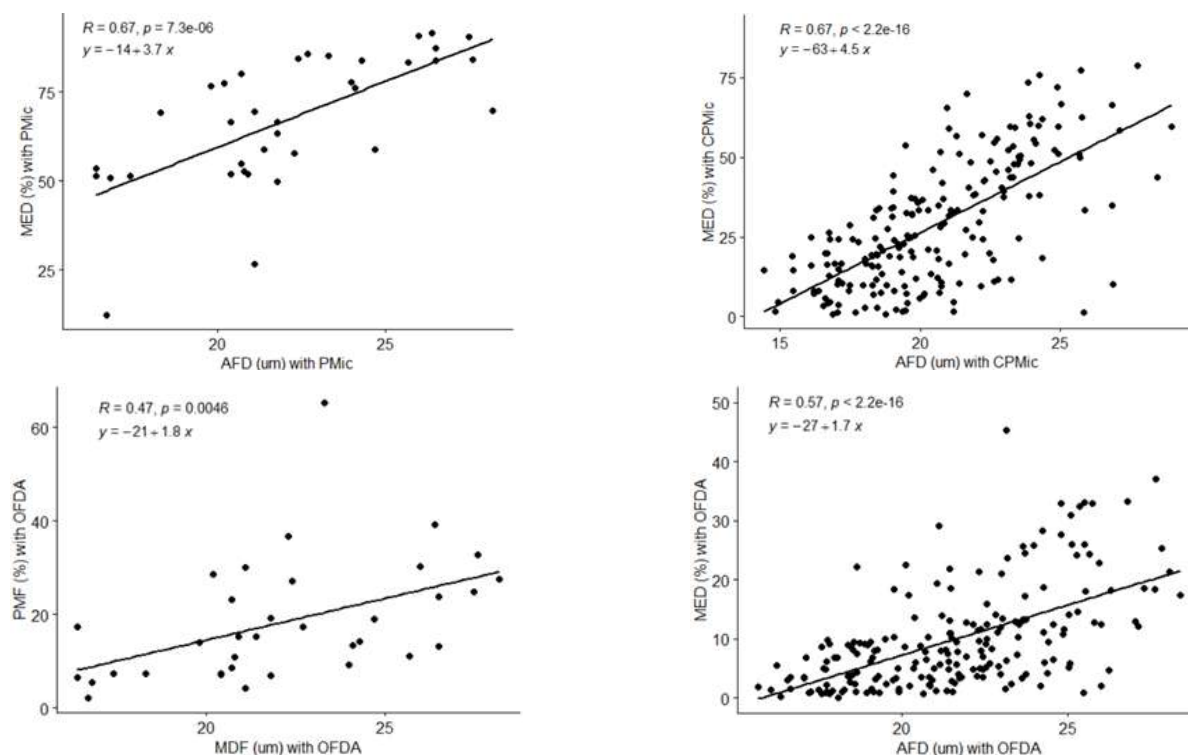 R = 0.67, p = 7.3e-06
y = −14+3.7 x
MED (%) with PMic
75
50
25
20
25
AFD (um) with PMic
R = 0.67, p < 2.2e-16
y = −63+4.5 x
MED (%) with CPMic
75
50
25
0
15
20
25
AFD (um) with CPMic
R = 0.47, p = 0.0046
y = −21+1.8 x
PMF (%) with OFDA
60
40
20
0
20
25
MDF (um) with OFDA
R = 0.57, p < 2.2e-16
y = −27+1.7 x
MED (%) with OFDA
50
40
30
20
10
0
20
25
AFD (um) with OFDA